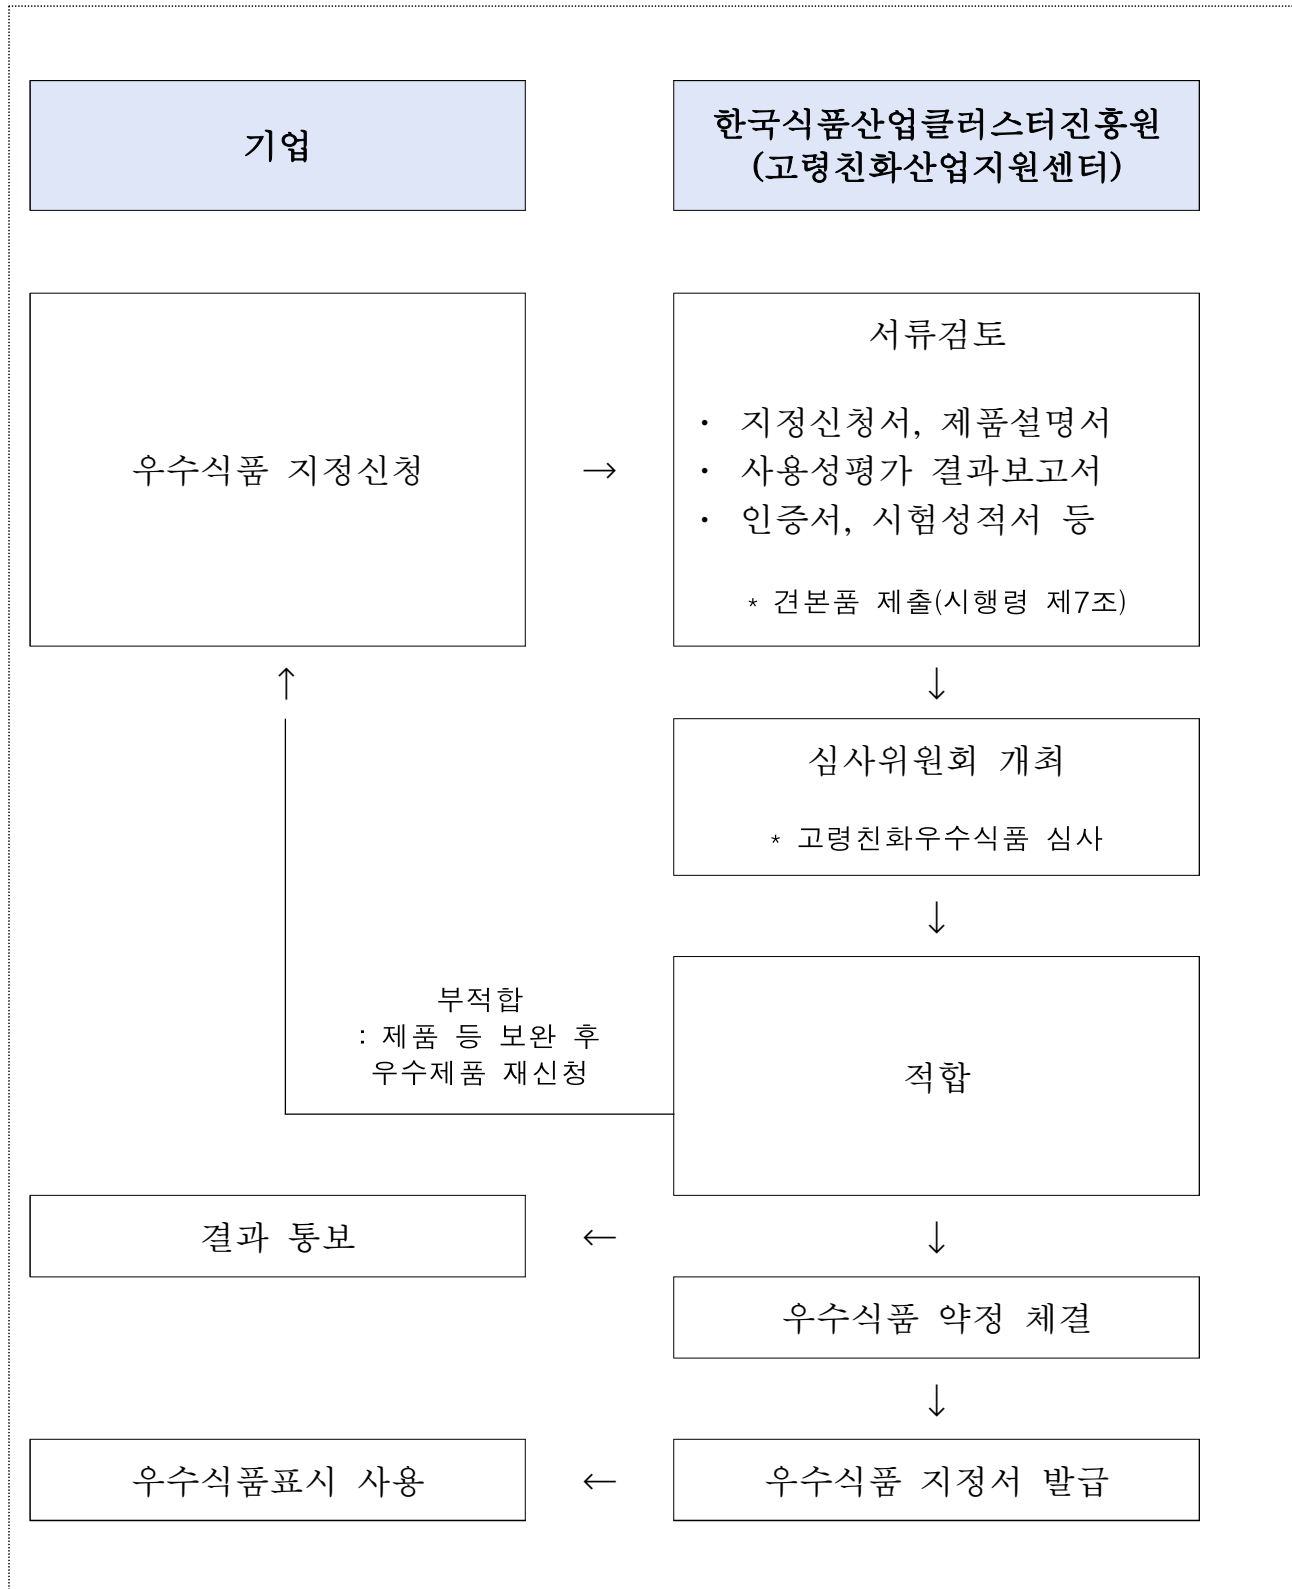 기업
한국식품산업클러스터진흥원
(고령친화산업지원센터)
우수식품 지정신청
→
서류검토
· 지정신청서, 제품설명서
· 사용성평가 결과보고서
· 인증서, 시험성적서 등
* 견본품 제출(시행령 제7조)
↑
↓
심사위원회 개최
* 고령친화우수식품 심사
↓
부적합
: 제품 등 보완 후
우수제품 재신청
적합
결과 통보
←
↓
우수식품 약정 체결
↓
우수식품표시 사용
←
우수식품 지정서 발급